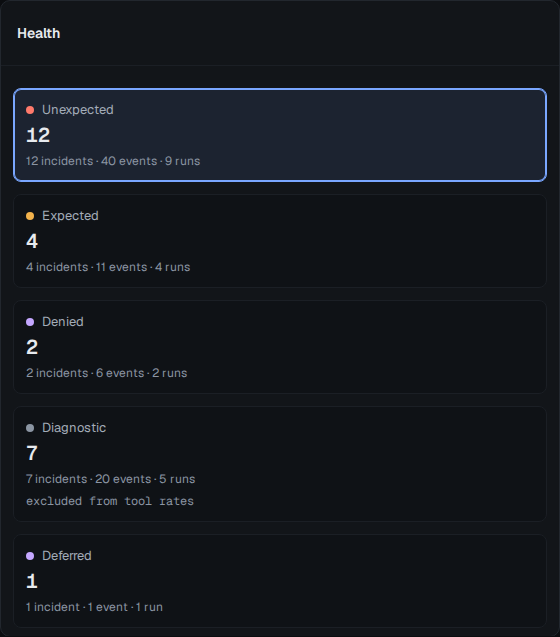 Health
Unexpected
12
12 incidents · 40 events · 9 runs
Expected
4
4 incidents · 11 events · 4 runs
Denied
2
2 incidents · 6 events · 2 runs
Diagnostic
7
7 incidents · 20 events · 5 runs
excluded from tool rates
Deferred
1
1 incident · 1 event · 1 run